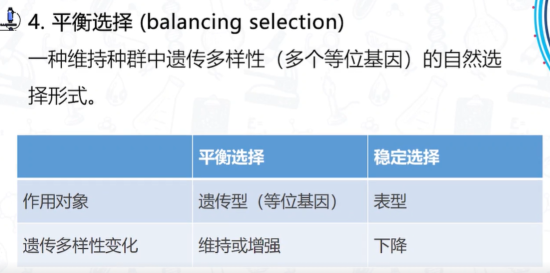 4. 平衡选择 (balancing selection)
一种维持种群中遗传多样性（多个等位基因）的自然选
择形式。
平衡选择 稳定选择
作用对象 遗传型（等位基因） 表型
遗传多样性变化 维持或增强 下降